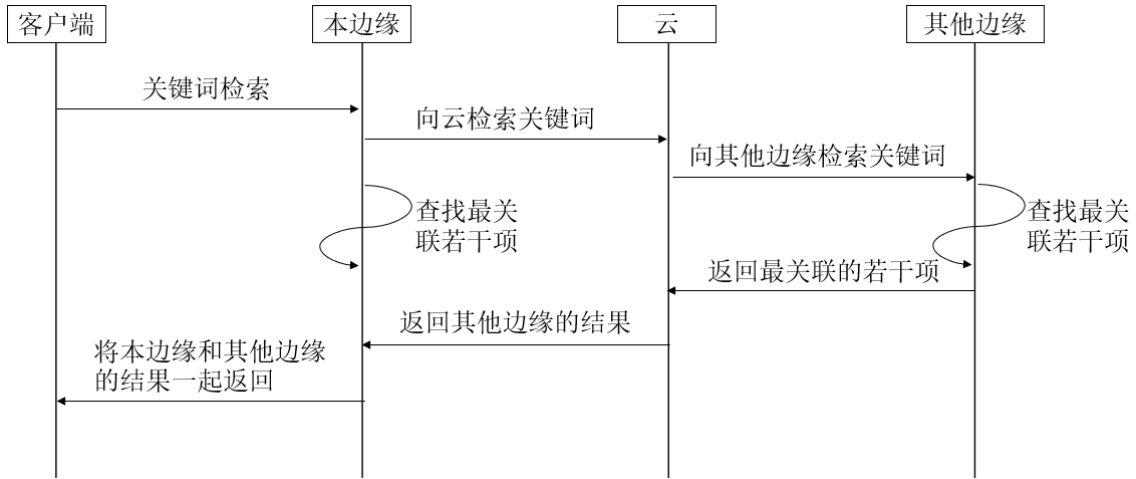 客户端
本边缘
云
其他边缘
关键词检索
向云检索关键词
向其他边缘检索关键词
查找最关
联若干项
查找最关
联若干项
返回最关联的若干项
返回其他边缘的结果
将本边缘和其他边缘
的结果一起返回